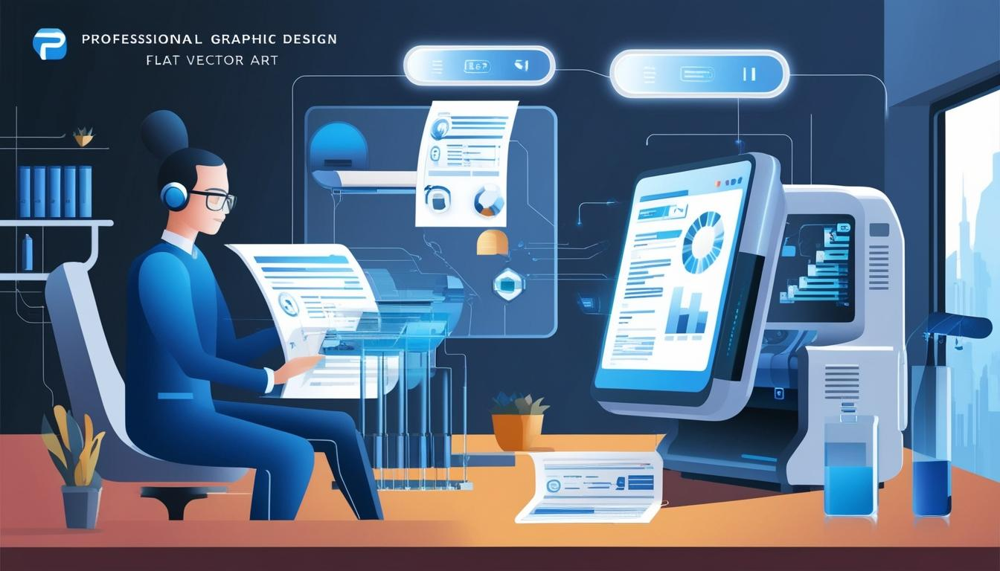 PROFESSSIONAL GRAPHIC DESIGN
FLAT VECTOR ART